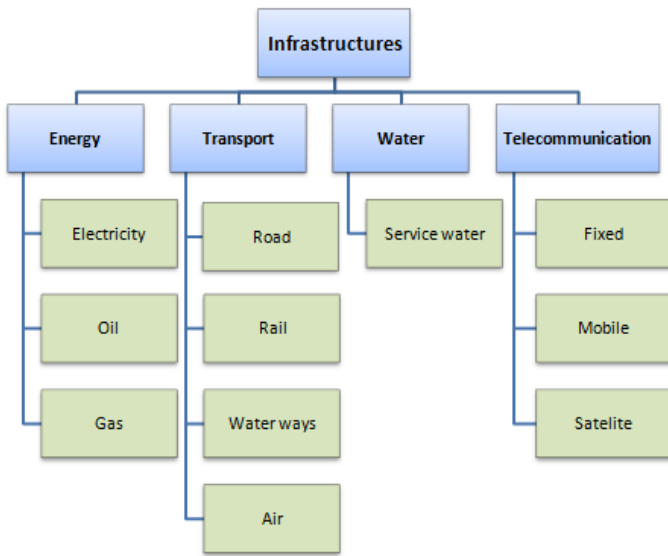 Infrastructures
Energy
Transport
Water
Telecommunication
Electricity
Road
Service water
Fixed
Oil
Rail
Mobile
Gas
Water ways
Satelite
Air